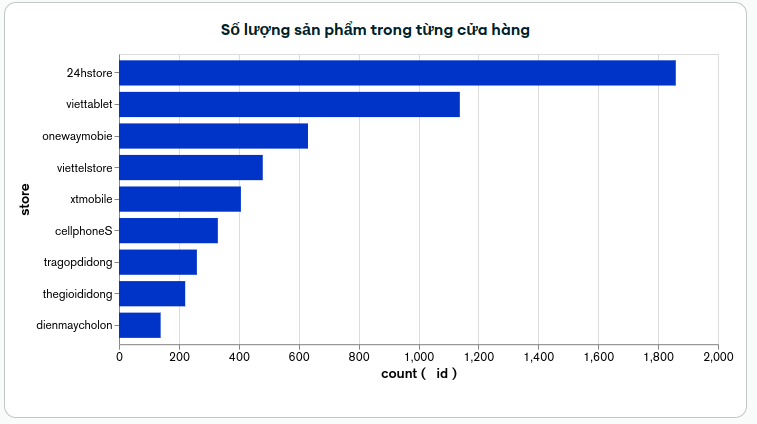 Số lượng sản phẩm trong từng cửa hàng
store
24hstore
viettablet
onewaymobie
viettelstore
xtmobile
cellphoneS
tragopdidong
thegioididong
dienmaycholon
0 200 400 600 800 1,000 1,200 1,400 1,600 1,800 2,000
count ( id )